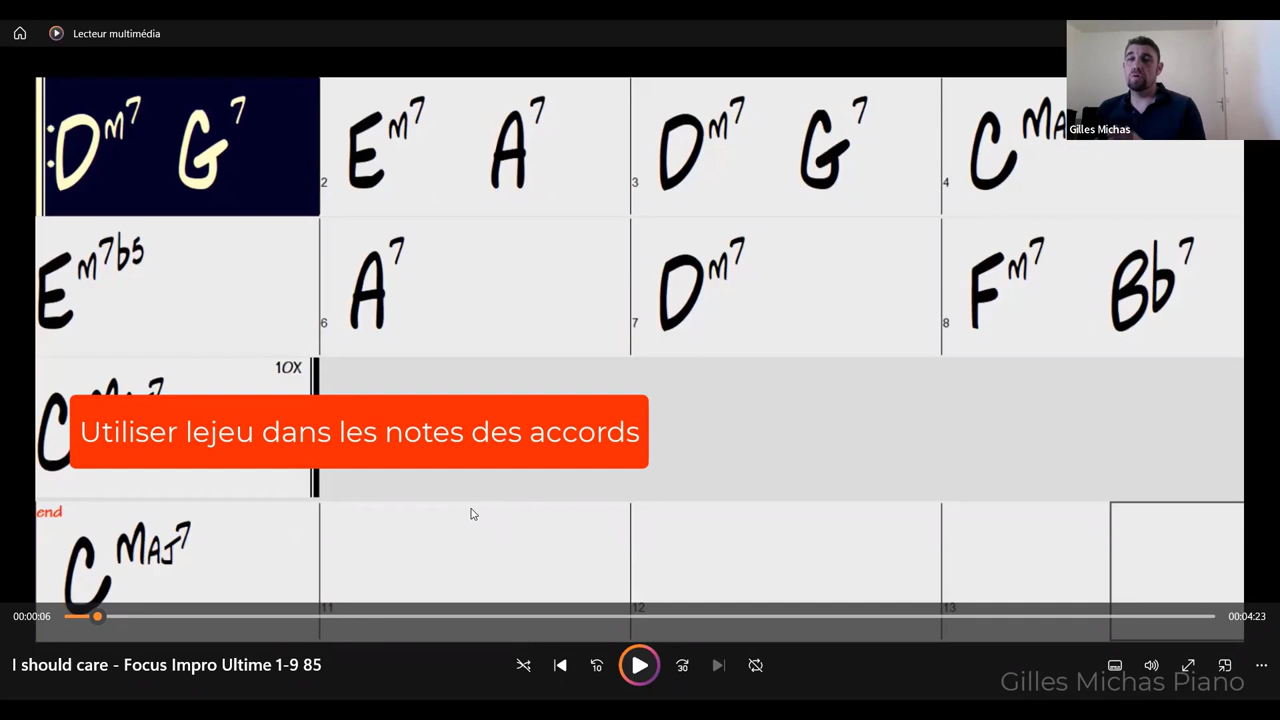 Lecteur multimédia
Gilles Michas
:Dm7 G7
2 Em7 A7
3 Dm7 G7
4 CMA
Em7b5
6 A7
7 Dm7
8 Fm7 Bb7
10X
Utiliser lejeu dans les notes des accords
end
CMAJ7
11
12
13
00:00:06
00:04:23
I should care - Focus Impro Ultime 1-9 85
10
30
Gilles Michas Piano